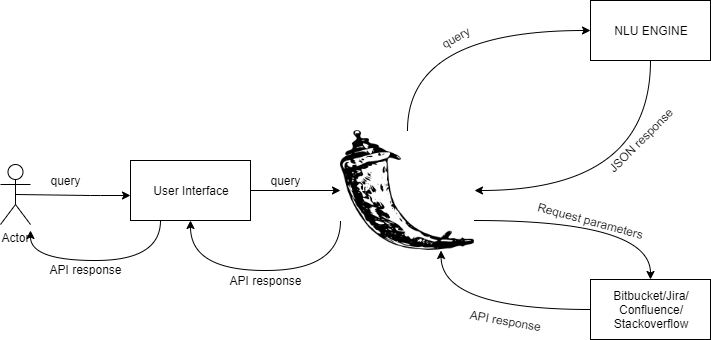 query
NLU ENGINE
JSON response
query
User Interface
query
Actor
API response
API response
Request parameters
API response
Bitbucket/Jira/
Confluence/
Stackoverflow